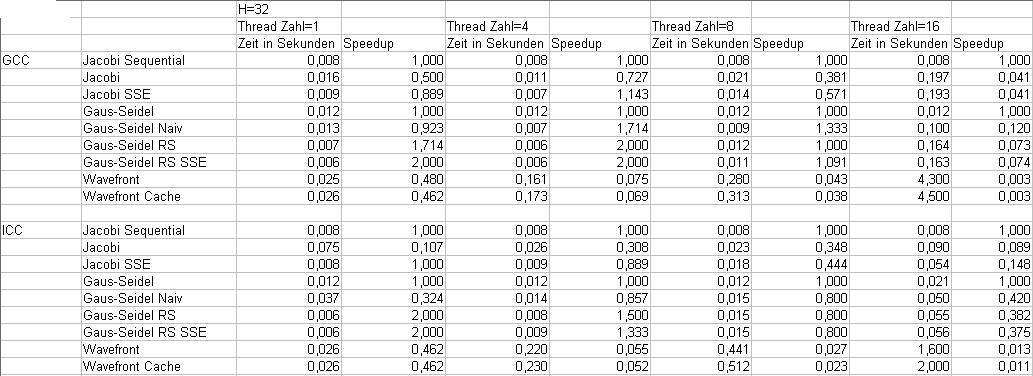 H=32
Thread Zahl=1 Thread Zahl=4 Thread Zahl=8 Thread Zahl=16
Zeit in Sekunden Speedup Zeit in Sekunden Speedup Zeit in Sekunden Speedup Zeit in Sekunden Speedup
GCC Jacobi Sequential 0,008 1,000 0,008 1,000 0,008 1,000 0,008 1,000
Jacobi 0,016 0,500 0,011 0,727 0,021 0,381 0,197 0,041
Jacobi SSE 0,009 0,889 0,007 1,143 0,014 0,571 0,193 0,041
Gaus-Seidel 0,012 1,000 0,012 1,000 0,012 1,000 0,012 1,000
Gaus-Seidel Naiv 0,013 0,923 0,007 1,714 0,009 1,333 0,100 0,120
Gaus-Seidel RS 0,007 1,714 0,006 2,000 0,012 1,000 0,164 0,073
Gaus-Seidel RS SSE 0,006 2,000 0,006 2,000 0,011 1,091 0,163 0,074
Wavefront 0,025 0,480 0,161 0,075 0,280 0,043 4,300 0,003
Wavefront Cache 0,026 0,462 0,173 0,069 0,313 0,038 4,500 0,003
ICC Jacobi Sequential 0,008 1,000 0,008 1,000 0,008 1,000 0,008 1,000
Jacobi 0,075 0,107 0,026 0,308 0,023 0,348 0,090 0,089
Jacobi SSE 0,008 1,000 0,009 0,889 0,018 0,444 0,054 0,148
Gaus-Seidel 0,012 1,000 0,012 1,000 0,012 1,000 0,021 1,000
Gaus-Seidel Naiv 0,037 0,324 0,014 0,857 0,015 0,800 0,050 0,420
Gaus-Seidel RS 0,006 2,000 0,008 1,500 0,015 0,800 0,055 0,382
Gaus-Seidel RS SSE 0,006 2,000 0,009 1,333 0,015 0,800 0,056 0,375
Wavefront 0,026 0,462 0,220 0,055 0,441 0,027 1,600 0,013
Wavefront Cache 0,026 0,462 0,230 0,052 0,512 0,023 2,000 0,011